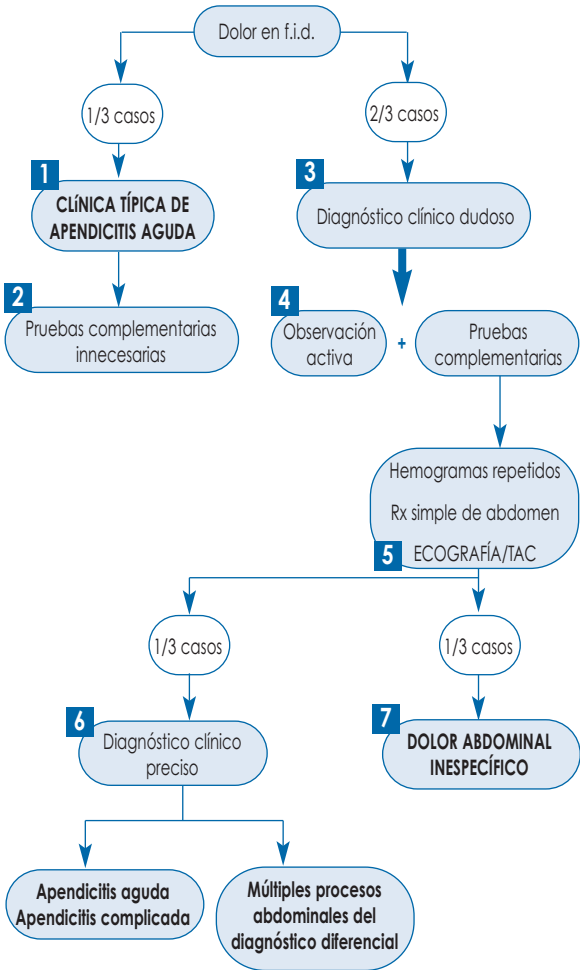 Dolor en f.i.d.
1/3 casos
2/3 casos
1
CLíNICA TÍPICA DE
APENDICITIS AGUDA
3
Diagnóstico clínico dudoso
2
Pruebas complementarias
innecesarias
4
Observación
activa
+
Pruebas
complementarias
Hemogramas repetidos
Rx simple de abdomen
5
ECOGRAFÍA/TAC
1/3 casos
1/3 casos
6
Diagnóstico clínico
preciso
7
DOLOR ABDOMINAL
INESPECÍFICO
Apendicitis aguda
Apendicitis complicada
Múltiples procesos
abdominales del
diagnóstico diferencial